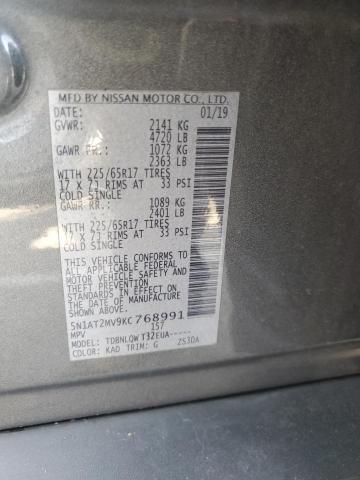 MFD BY NISSAN MOTOR CO., LTD.
DATE: 01/19
GVWR: 2141 KG
4720 LB
GAWR FR.: 1072 KG
2363 LB
WITH 225/65R17 TIRES
17 X 7J RIMS AT 33 PSI
COLD SINGLE
GAWR RR.: 1089 KG
2401 LB
WITH 225/65R17 TIRES
17 X 7J RIMS AT 33 PSI
COLD SINGLE
THIS VEHICLE CONFORMS TO
ALL APPLICABLE FEDERAL
MOTOR VEHICLE SAFETY AND
BUMPER STANDARDS IN EFFECT
ON THE DATE OF MANUFACTURE
SHOWN ABOVE.
5N1AT2MV9KC768991
MPV 157
MODEL: TDBNLQWT32EUA-----
COLOR: KAD TRIM: G ZS3DA